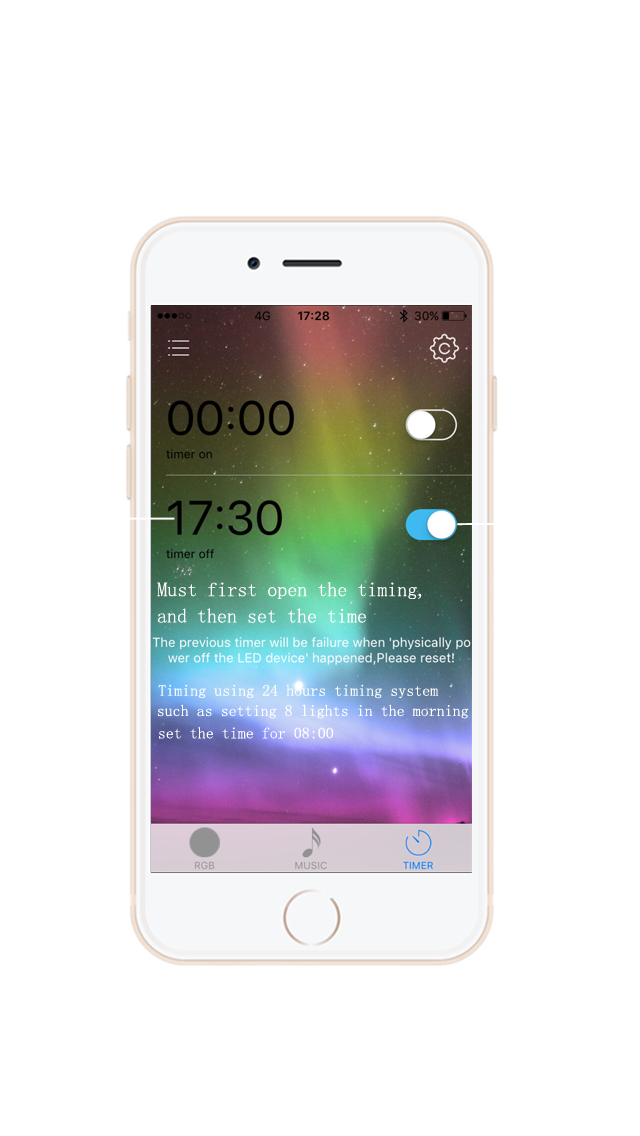 4G 17:28 30%
00:00
timer on
17:30
timer off
Must first open the timing,
and then set the time
The previous timer will be failure when 'physically po
wer off the LED device' happened,Please reset!
Timing using 24 hours timing system
such as setting 8 lights in the morning
set the time for 08:00
RGB MUSIC TIMER